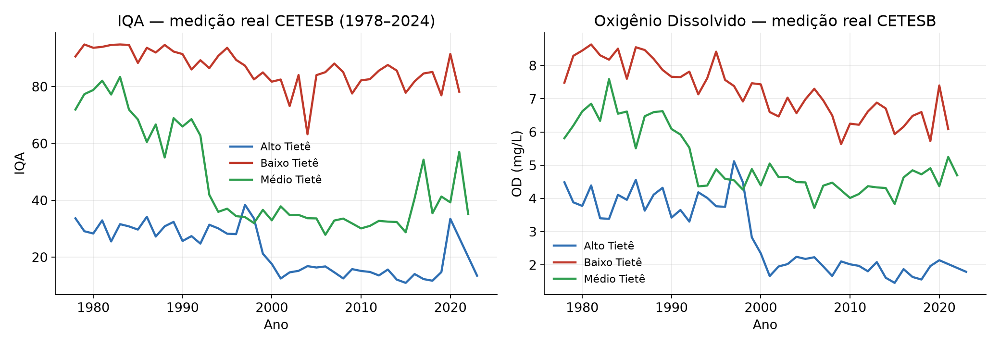 IQA — medição real CETESB (1978–2024)
IQA
80
60
40
20
Alto Tietê
Baixo Tietê
Médio Tietê
1980 1990 2000 2010 2020
Ano
Oxigênio Dissolvido — medição real CETESB
OD (mg/L)
8
7
6
5
4
3
2
Alto Tietê
Baixo Tietê
Médio Tietê
1980 1990 2000 2010 2020
Ano